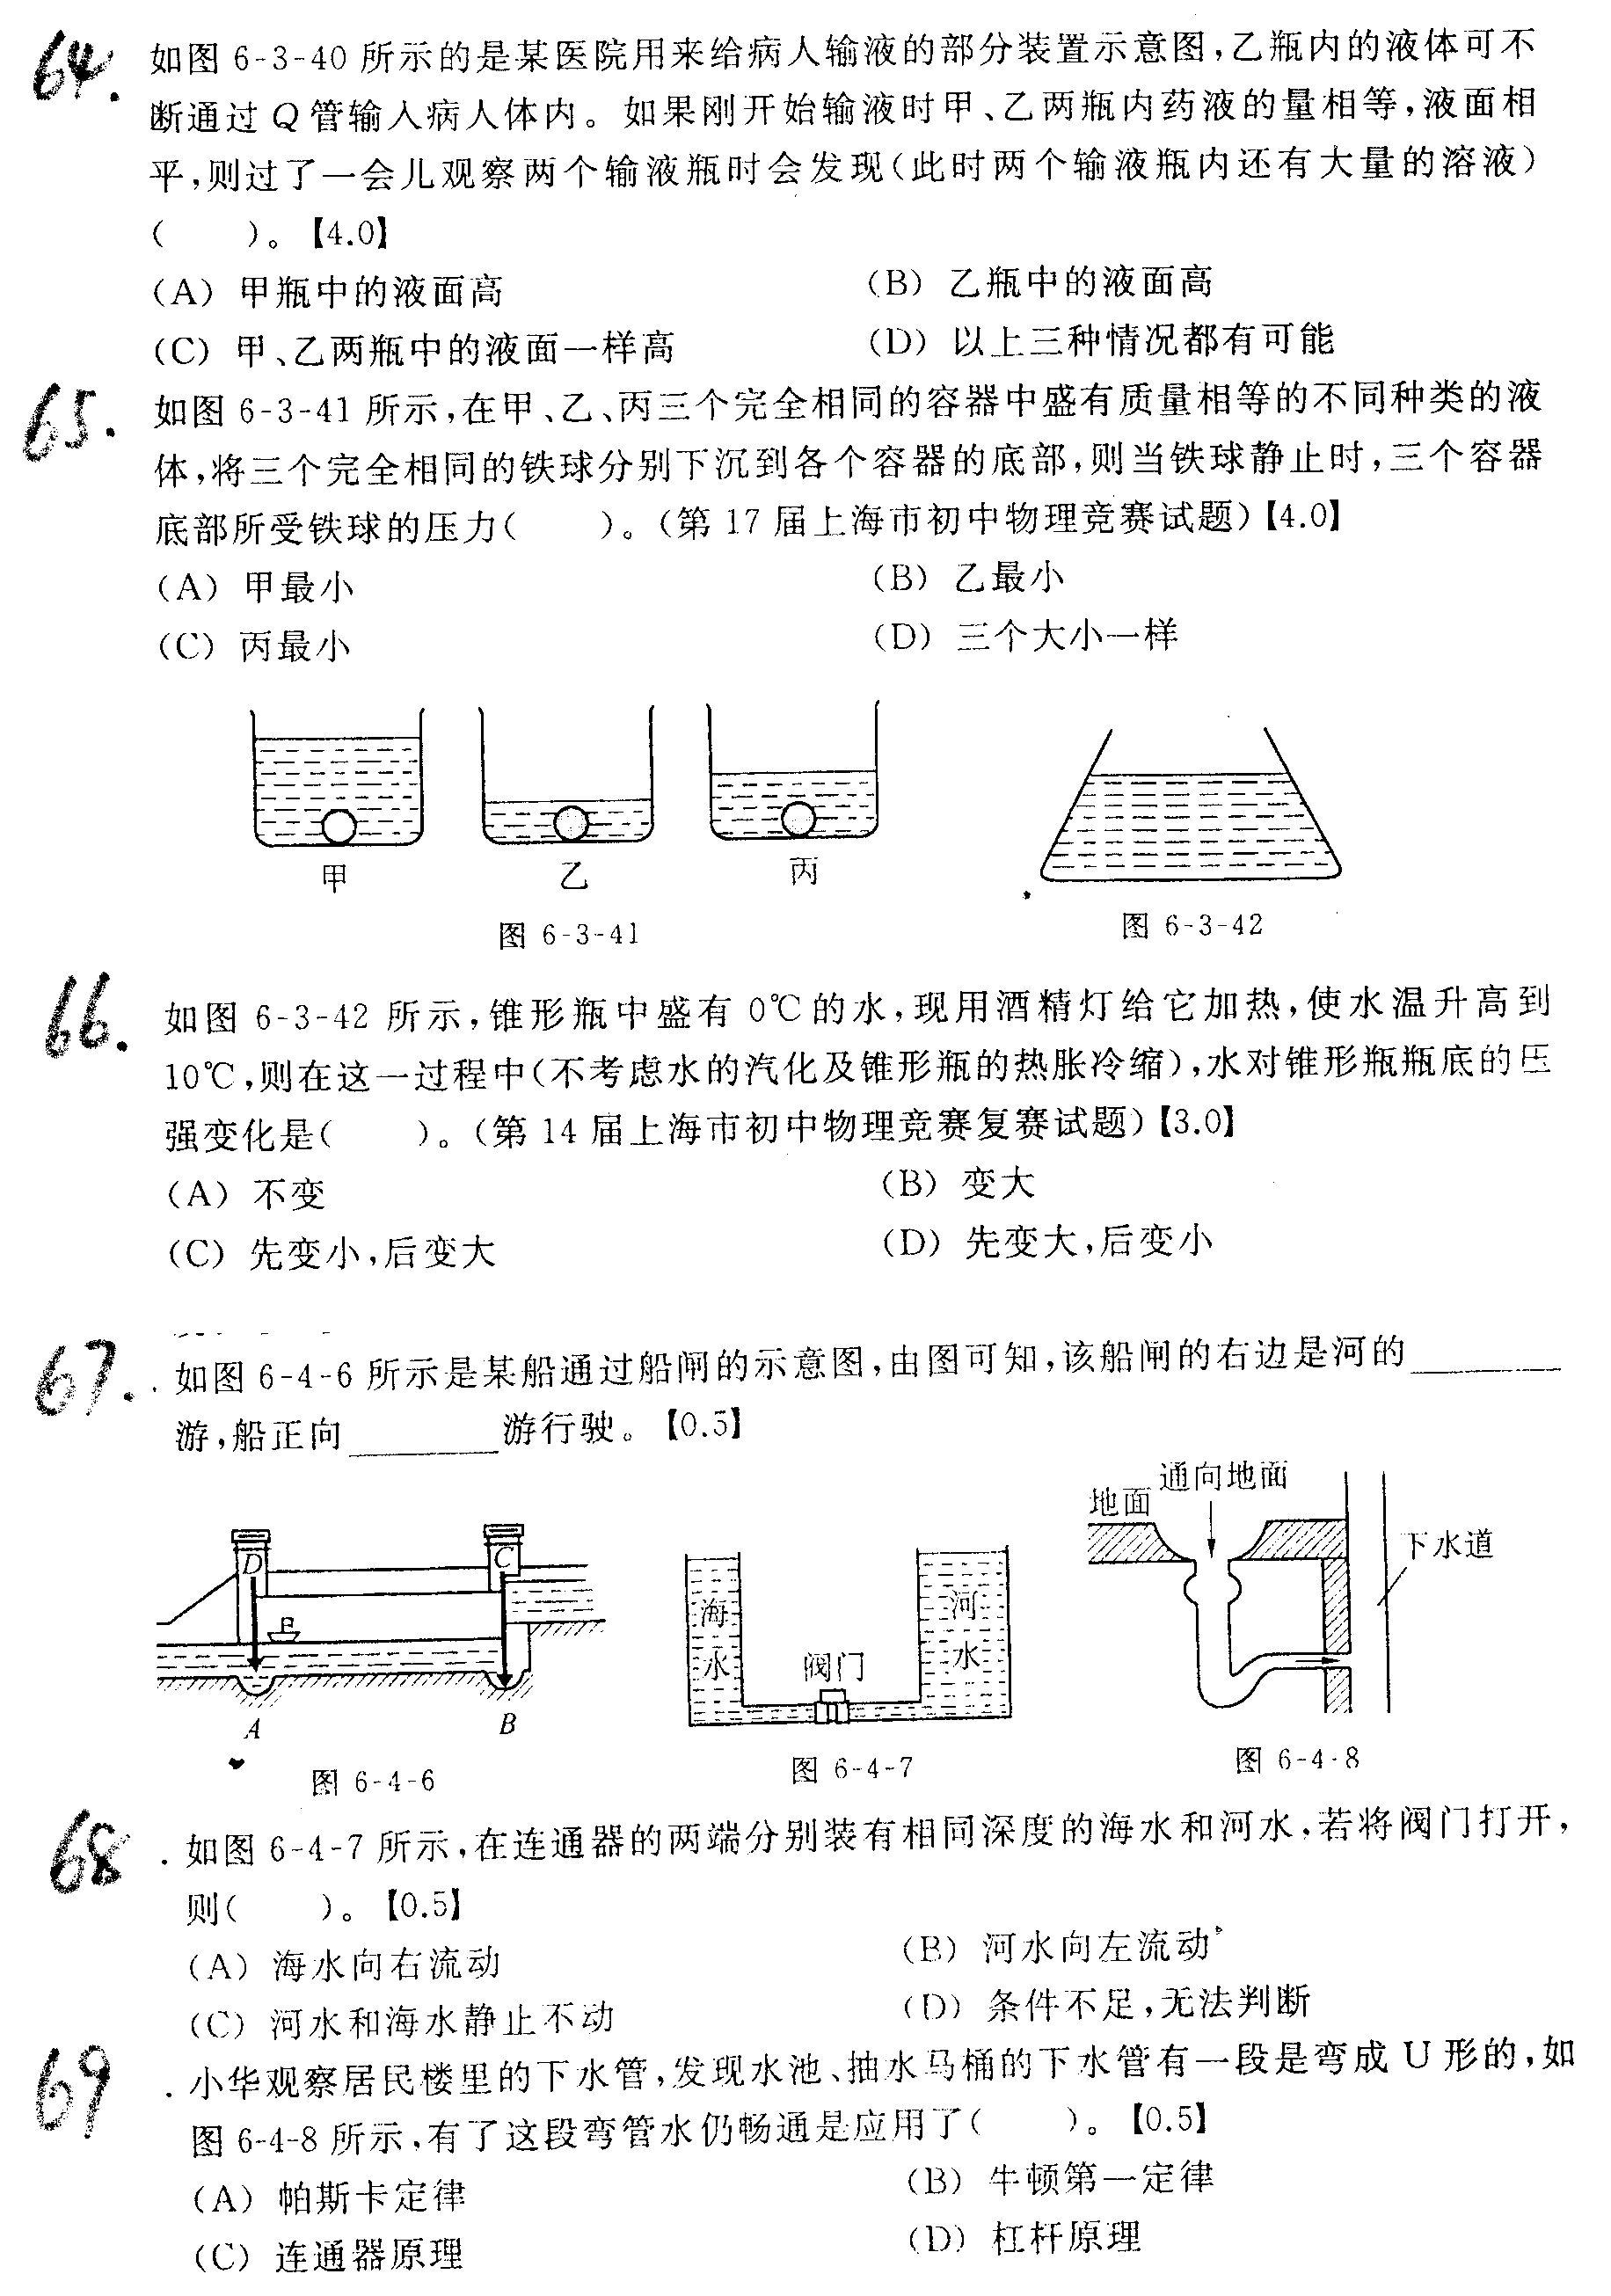 64. 如图 6-3-40 所示的是某医院用来给病人输液的部分装置示意图,乙瓶内的液体可不
断通过 Q 管输入病人体内。如果刚开始输液时甲、乙两瓶内药液的量相等,液面相
平,则过了一会儿观察两个输液瓶时会发现(此时两个输液瓶内还有大量的溶液)
(    )。【4.0】
(A) 甲瓶中的液面高 (B) 乙瓶中的液面高
(C) 甲、乙两瓶中的液面一样高 (D) 以上三种情况都有可能
65. 如图 6-3-41 所示,在甲、乙、丙三个完全相同的容器中盛有质量相等的不同种类的液
体,将三个完全相同的铁球分别下沉到各个容器的底部,则当铁球静止时,三个容器
底部所受铁球的压力(    )。(第 17 届上海市初中物理竞赛试题)【4.0】
(A) 甲最小 (B) 乙最小
(C) 丙最小 (D) 三个大小一样
甲 乙 丙
图 6-3-41 图 6-3-42
66. 如图 6-3-42 所示,锥形瓶中盛有 0℃的水,现用酒精灯给它加热,使水温升高到
10℃,则在这一过程中(不考虑水的汽化及锥形瓶的热胀冷缩),水对锥形瓶瓶底的压
强变化是(    )。(第 14 届上海市初中物理竞赛复赛试题)【3.0】
(A) 不变 (B) 变大
(C) 先变小,后变大 (D) 先变大,后变小
67. 如图 6-4-6 所示是某船通过船闸的示意图,由图可知,该船闸的右边是河的________
游,船正向________游行驶。【0.5】
D C
A B
图 6-4-6
海水 阀门 河水
图 6-4-7
地面 通向地面 下水道
图 6-4-8
68. 如图 6-4-7 所示,在连通器的两端分别装有相同深度的海水和河水,若将阀门打开,
则(    )。【0.5】
(A) 海水向右流动 (B) 河水向左流动
(C) 河水和海水静止不动 (D) 条件不足,无法判断
69. 小华观察居民楼里的下水管,发现水池、抽水马桶的下水管有一段是弯成 U 形的,如
图 6-4-8 所示,有了这段弯管水仍畅通是应用了(    )。【0.5】
(A) 帕斯卡定律 (B) 牛顿第一定律
(C) 连通器原理 (D) 杠杆原理